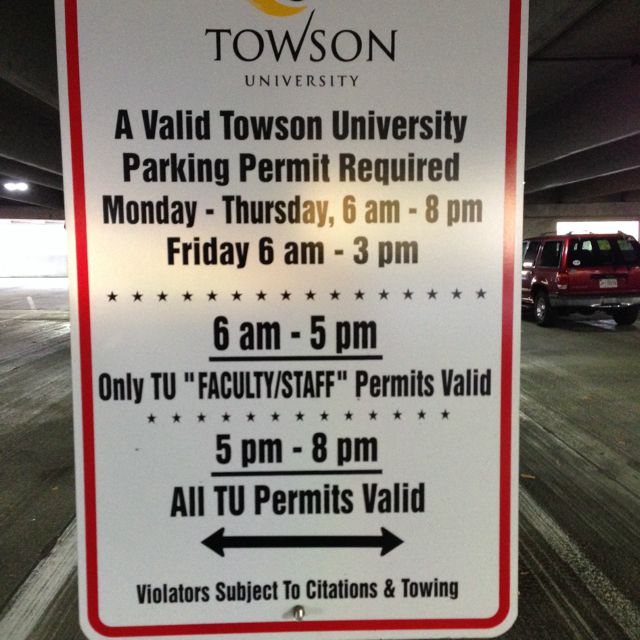 TOWSON
UNIVERSITY
A Valid Towson University
Parking Permit Required
Monday - Thursday, 6 am - 8 pm
Friday 6 am - 3 pm
6 am - 5 pm
Only TU "FACULTY/STAFF" Permits Valid
5 pm - 8 pm
All TU Permits Valid
Violators Subject To Citations & Towing